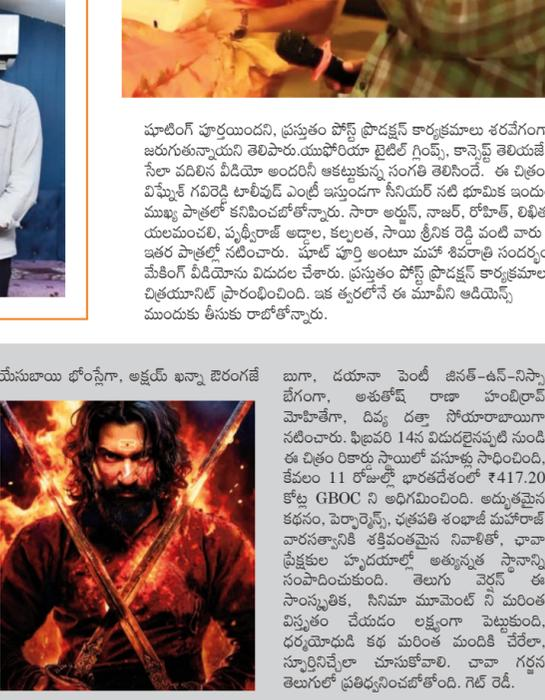 షూటింగ్ పూర్తయిందని, ప్రస్తుతం పోస్ట్ ప్రొడక్షన్ కార్యక్రమాలు శరవేగంగా
జరుగుతున్నాయని తెలిపారు.యుఫోరియా టైటిల్ గ్లింప్స్, కాన్సెప్ట్ తెలియజే
సేలా వదిలిన వీడియో అందరినీ ఆకట్టుకున్న సంగతి తెలిసిందే. ఈ చిత్రం
విఘ్నేశ్ గవిరెడ్డి టాలీవుడ్ ఎంట్రీ ఇస్తుండగా సీనియర్ నటి భూమిక ఇందు
ముఖ్య పాత్రలో కనిపించబోతోన్నారు. సారా అర్జున్, నాజర్, రోహిత్, లిఖిత
యలమంచలి, పృథ్వీరాజ్ అడ్డాల, కల్పలత, సాయి శ్రీనిక రెడ్డి వంటి వారు
ఇతర పాత్రల్లో నటించారు. షూట్ పూర్తి అంటూ మహా శివరాత్రి సందర్భం
మేకింగ్ వీడియోను విడుదల చేశారు. ప్రస్తుతం పోస్ట్ ప్రొడక్షన్ కార్యక్రమాల
చిత్రయూనిట్ ప్రారంభించింది. ఇక త్వరలోనే ఈ మూవీని ఆడియెన్స్
ముందుకు తీసుకు రాబోతోన్నారు.
యేసుబాయి భోంస్లేగా, అక్షయ్ ఖన్నా ఔరంగజే
బుగా, డయానా పెంటీ జినత్-ఉన్-నిస్సా
బేగంగా, అశుతోష్ రాణా హంబిర్రావ్
మోహితేగా, దివ్య దత్తా సోయారాబాయిగా
నటించారు. ఫిబ్రవరి 14న విడుదలైనప్పటి నుండి
ఈ చిత్రం రికార్డు స్థాయిలో వసూళ్లు సాధించింది,
కేవలం 11 రోజుల్లో భారతదేశంలో ₹417.20
కోట్ల GBOC ని అధిగమించింది. అద్భుతమైన
కథనం, పెర్ఫార్మెన్స్, ఛత్రపతి శంభాజీ మహారాజ్
వారసత్వానికి శక్తివంతమైన నివాళితో, ఛావా
ప్రేక్షకుల హృదయాల్లో అత్యున్నత స్థానాన్ని
సంపాదించుకుంది. తెలుగు వెర్షన్ ఈ
సాంస్కృతిక, సినిమా మూమెంట్ ని మరింత
విస్తృతం చేయడం లక్ష్యంగా పెట్టుకుంది,
ధర్మయోధుడి కథ మరింత మందికి చేరేలా,
స్ఫూర్తినిచ్చేలా చూసుకోవాలి. చావా గర్జన
తెలుగులో ప్రతిధ్వనించబోతోంది. గెట్ రెడీ.